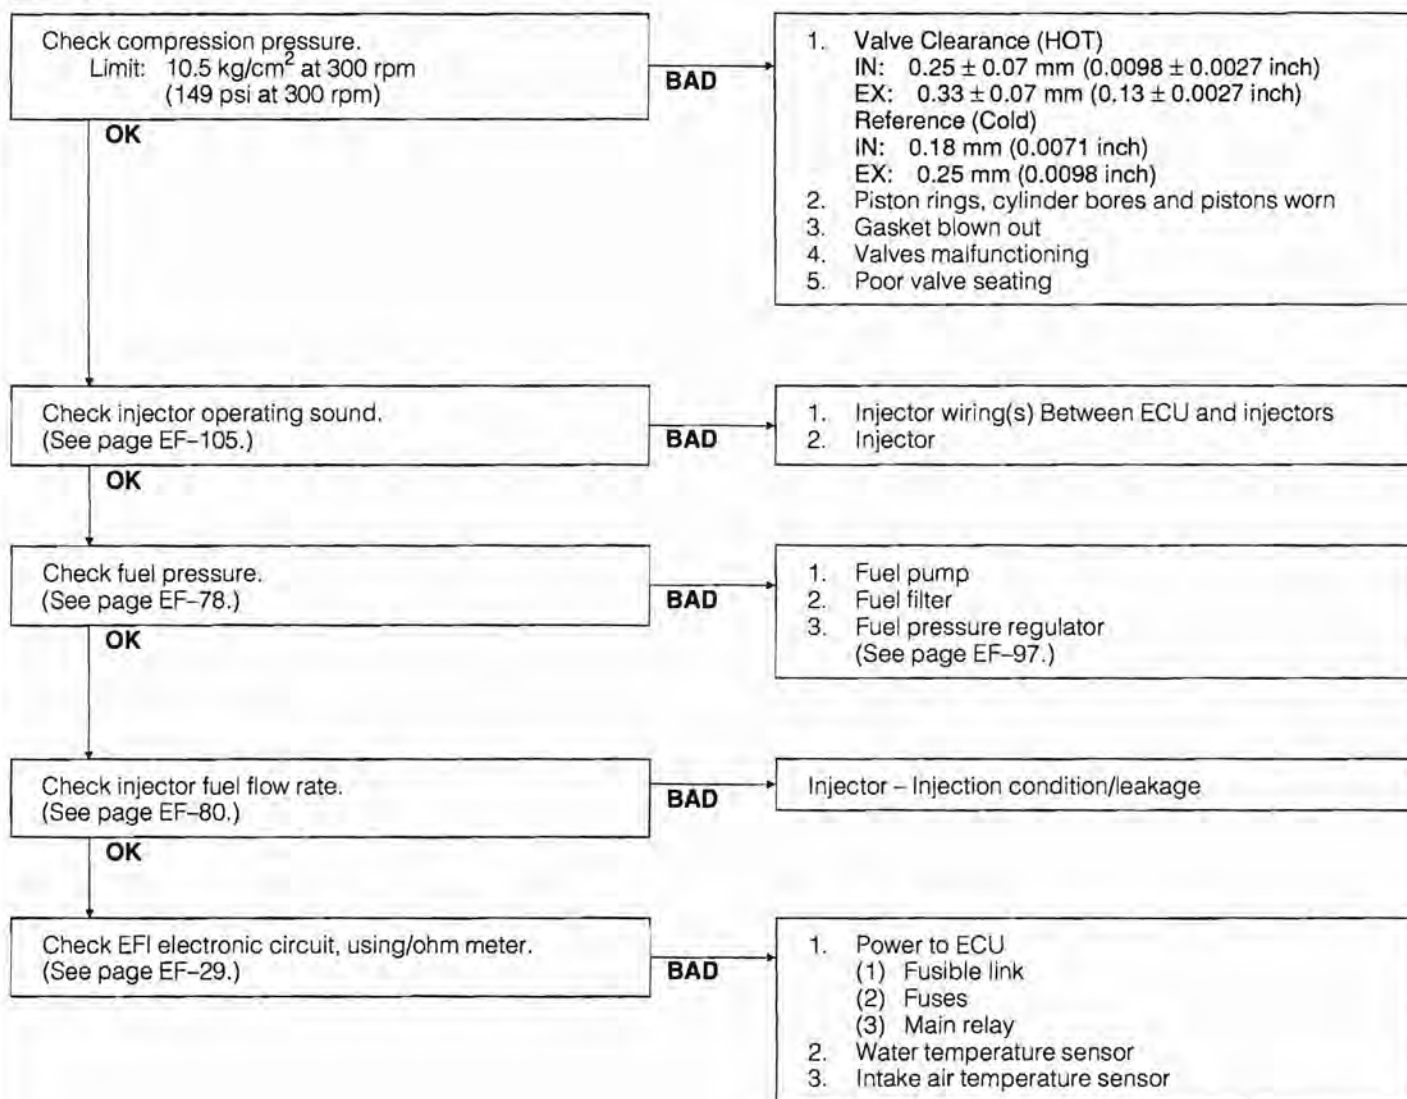 Check compression pressure.
Limit: 10.5 kg/cm² at 300 rpm
(149 psi at 300 rpm)
BAD
1. Valve Clearance (HOT)
IN: 0.25 ± 0.07 mm (0.0098 ± 0.0027 inch)
EX: 0.33 ± 0.07 mm (0.13 ± 0.0027 inch)
Reference (Cold)
IN: 0.18 mm (0.0071 inch)
EX: 0.25 mm (0.0098 inch)
2. Piston rings, cylinder bores and pistons worn
3. Gasket blown out
4. Valves malfunctioning
5. Poor valve seating
OK
Check injector operating sound.
(See page EF–105.)
BAD
1. Injector wiring(s) Between ECU and injectors
2. Injector
OK
Check fuel pressure.
(See page EF–78.)
BAD
1. Fuel pump
2. Fuel filter
3. Fuel pressure regulator
(See page EF–97.)
OK
Check injector fuel flow rate.
(See page EF–80.)
BAD
Injector – Injection condition/leakage
OK
Check EFI electronic circuit, using/ohm meter.
(See page EF–29.)
BAD
1. Power to ECU
(1) Fusible link
(2) Fuses
(3) Main relay
2. Water temperature sensor
3. Intake air temperature sensor